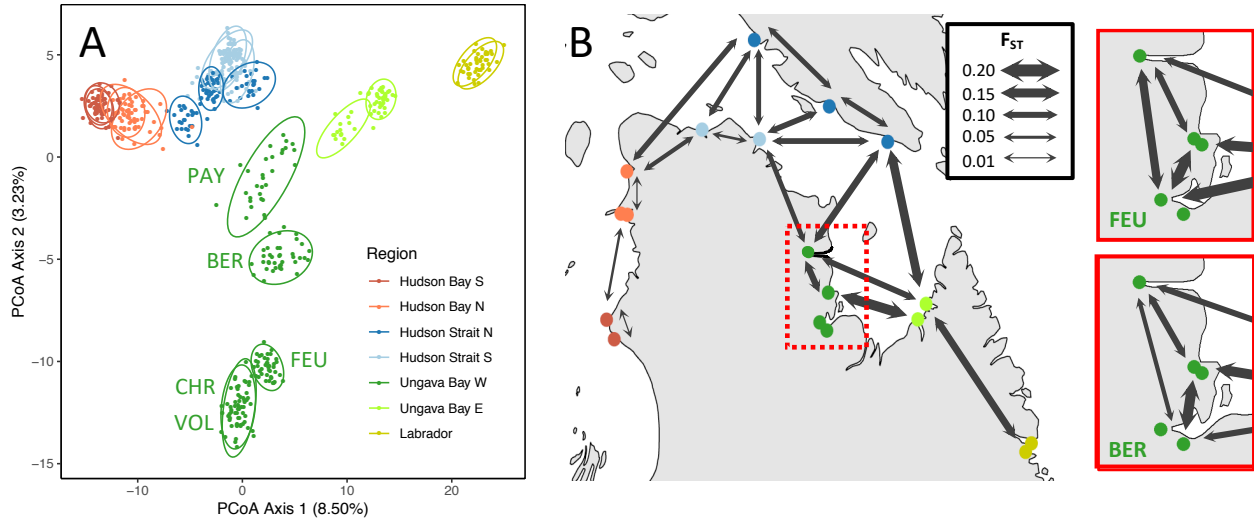 A
5
0
−5
−10
−15
−10
0
10
20
PCoA Axis 2 (3.23%)
PCoA Axis 1 (8.50%)
PAY
BER
FEU
CHR
VOL
Region
Hudson Bay S
Hudson Bay N
Hudson Strait N
Hudson Strait S
Ungava Bay W
Ungava Bay E
Labrador
B
FST
0.20
0.15
0.10
0.05
0.01
FEU
BER